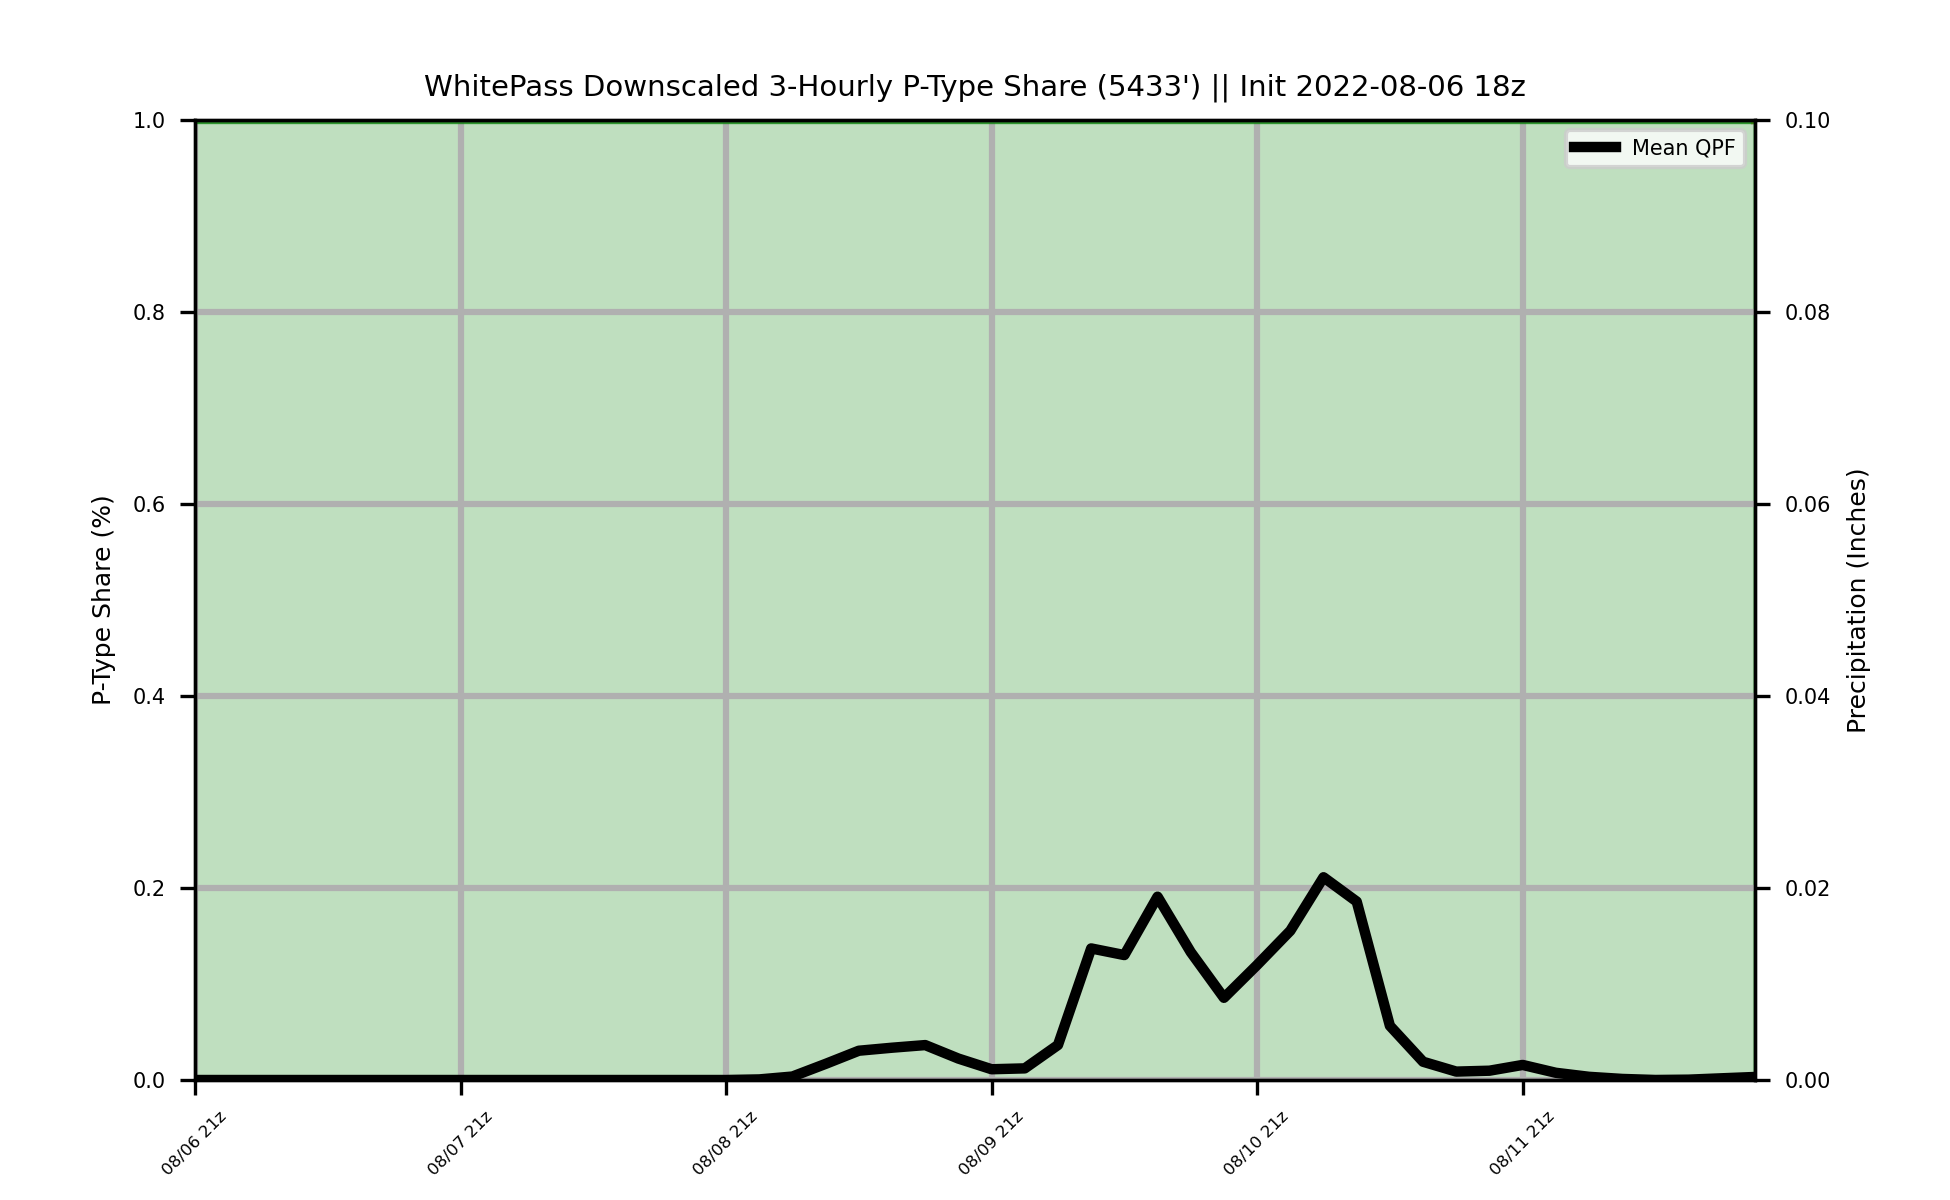 WhitePass Downscaled 3-Hourly P-Type Share (5433') || Init 2022-08-06 18z
1.0
0.8
0.6
0.4
0.2
0.0
P-Type Share (%)
Mean QPF
0.10
0.08
0.06
0.04
0.02
0.00
Precipitation (Inches)
08/06 21z
08/07 21z
08/08 21z
08/09 21z
08/10 21z
08/11 21z